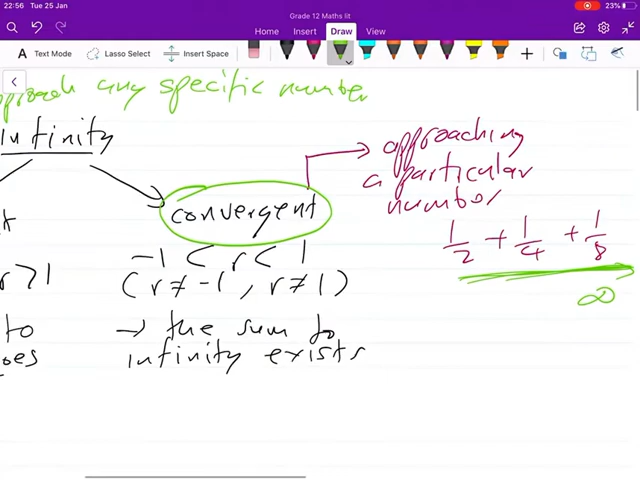 22:56 Tue 25 Jan
23%
Grade 12 Maths lit
Home Insert Draw View
Text Mode Lasso Select Insert Space
approach any specific number
infinity
approaching
a particular
number
convergent
1/2 + 1/4 + 1/8
∞
-1 < r < 1
r > 1
(r ≠ -1, r ≠ 1)
to
→ the sum to
oes
infinity exists